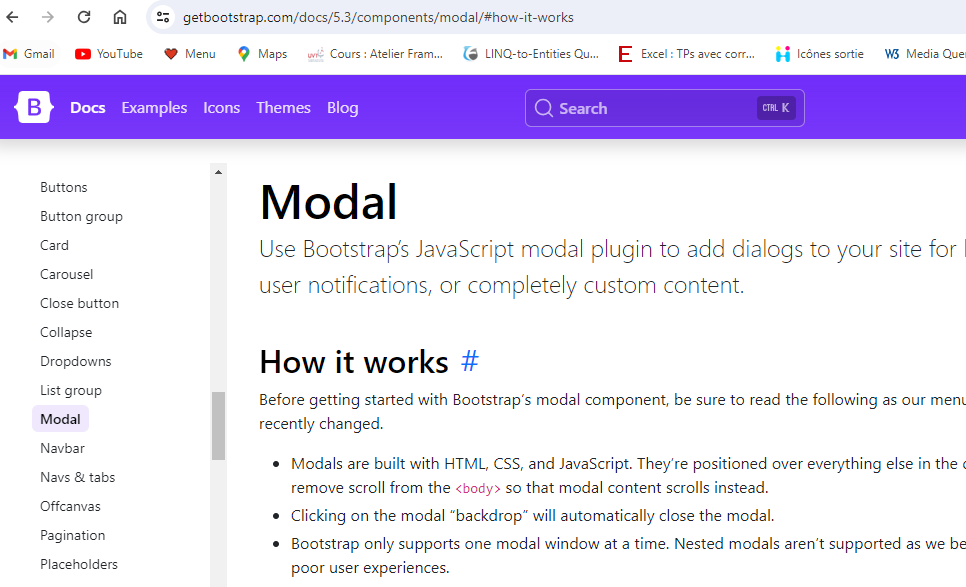 getbootstrap.com/docs/5.3/components/modal/#how-it-works
Gmail YouTube Menu Maps Cours : Atelier Fram... LINQ-to-Entities Qu... E Excel : TPs avec corr... Icônes sortie W3 Media Que
B Docs Examples Icons Themes Blog Search CTRL K
Buttons
Button group
Card
Carousel
Close button
Collapse
Dropdowns
List group
Modal
Navbar
Navs & tabs
Offcanvas
Pagination
Placeholders
Modal
Use Bootstrap’s JavaScript modal plugin to add dialogs to your site for
user notifications, or completely custom content.
How it works #
Before getting started with Bootstrap’s modal component, be sure to read the following as our menu
recently changed.
• Modals are built with HTML, CSS, and JavaScript. They’re positioned over everything else in the
remove scroll from the <body> so that modal content scrolls instead.
• Clicking on the modal “backdrop” will automatically close the modal.
• Bootstrap only supports one modal window at a time. Nested modals aren’t supported as we be
poor user experiences.